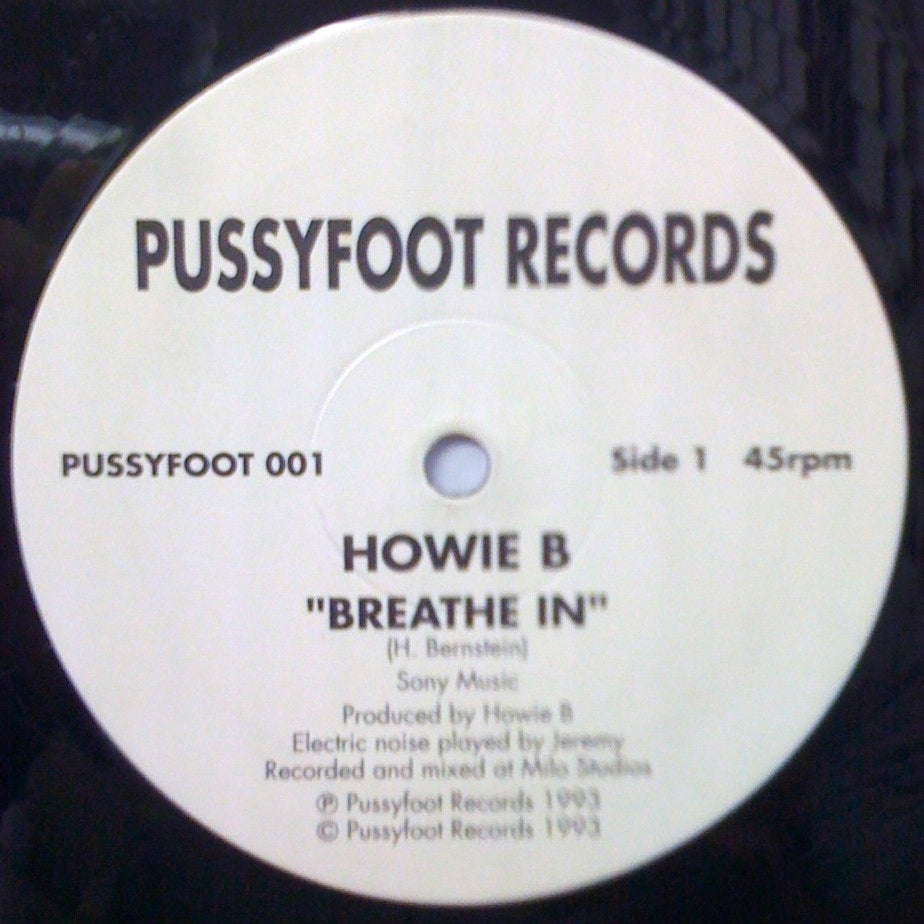 PUSSYFOOT RECORDS
PUSSYFOOT 001
Side 1 45rpm
HOWIE B
"BREATHE IN"
(H. Bernstein)
Sony Music
Produced by Howie B
Electric noise played by Jeremy
Recorded and mixed at Milo Studios
℗ Pussyfoot Records 1993
© Pussyfoot Records 1993